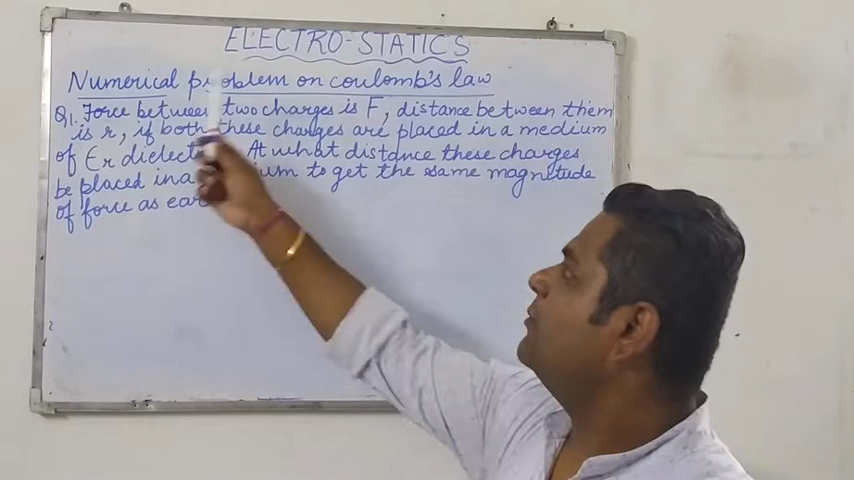 ELECTRO-STATICS
Numerical problem on coulomb's law
Q1. Force between two charges is F, distance between them
is r, if both these charges are placed in a medium
of Er At what distance these charges
be placed in to get the same magnitude
of force as